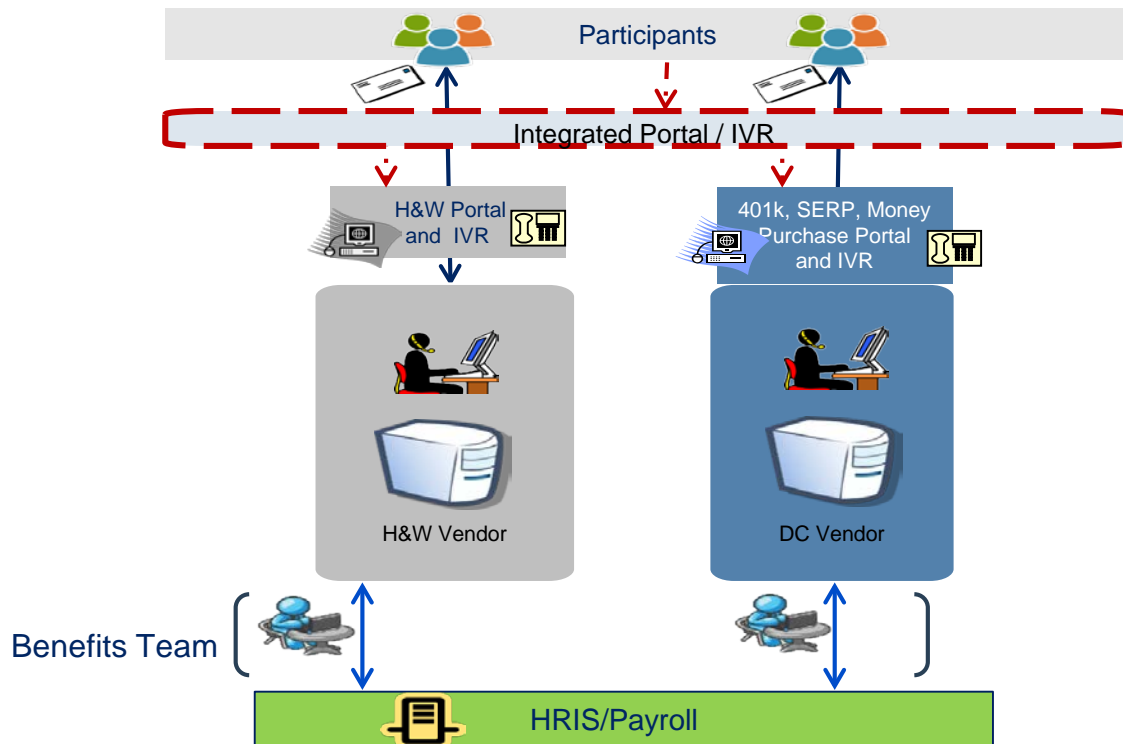 Participants
Integrated Portal / IVR
H&W Portal
and IVR
401k, SERP, Money
Purchase Portal
and IVR
H&W Vendor
DC Vendor
Benefits Team
HRIS/Payroll